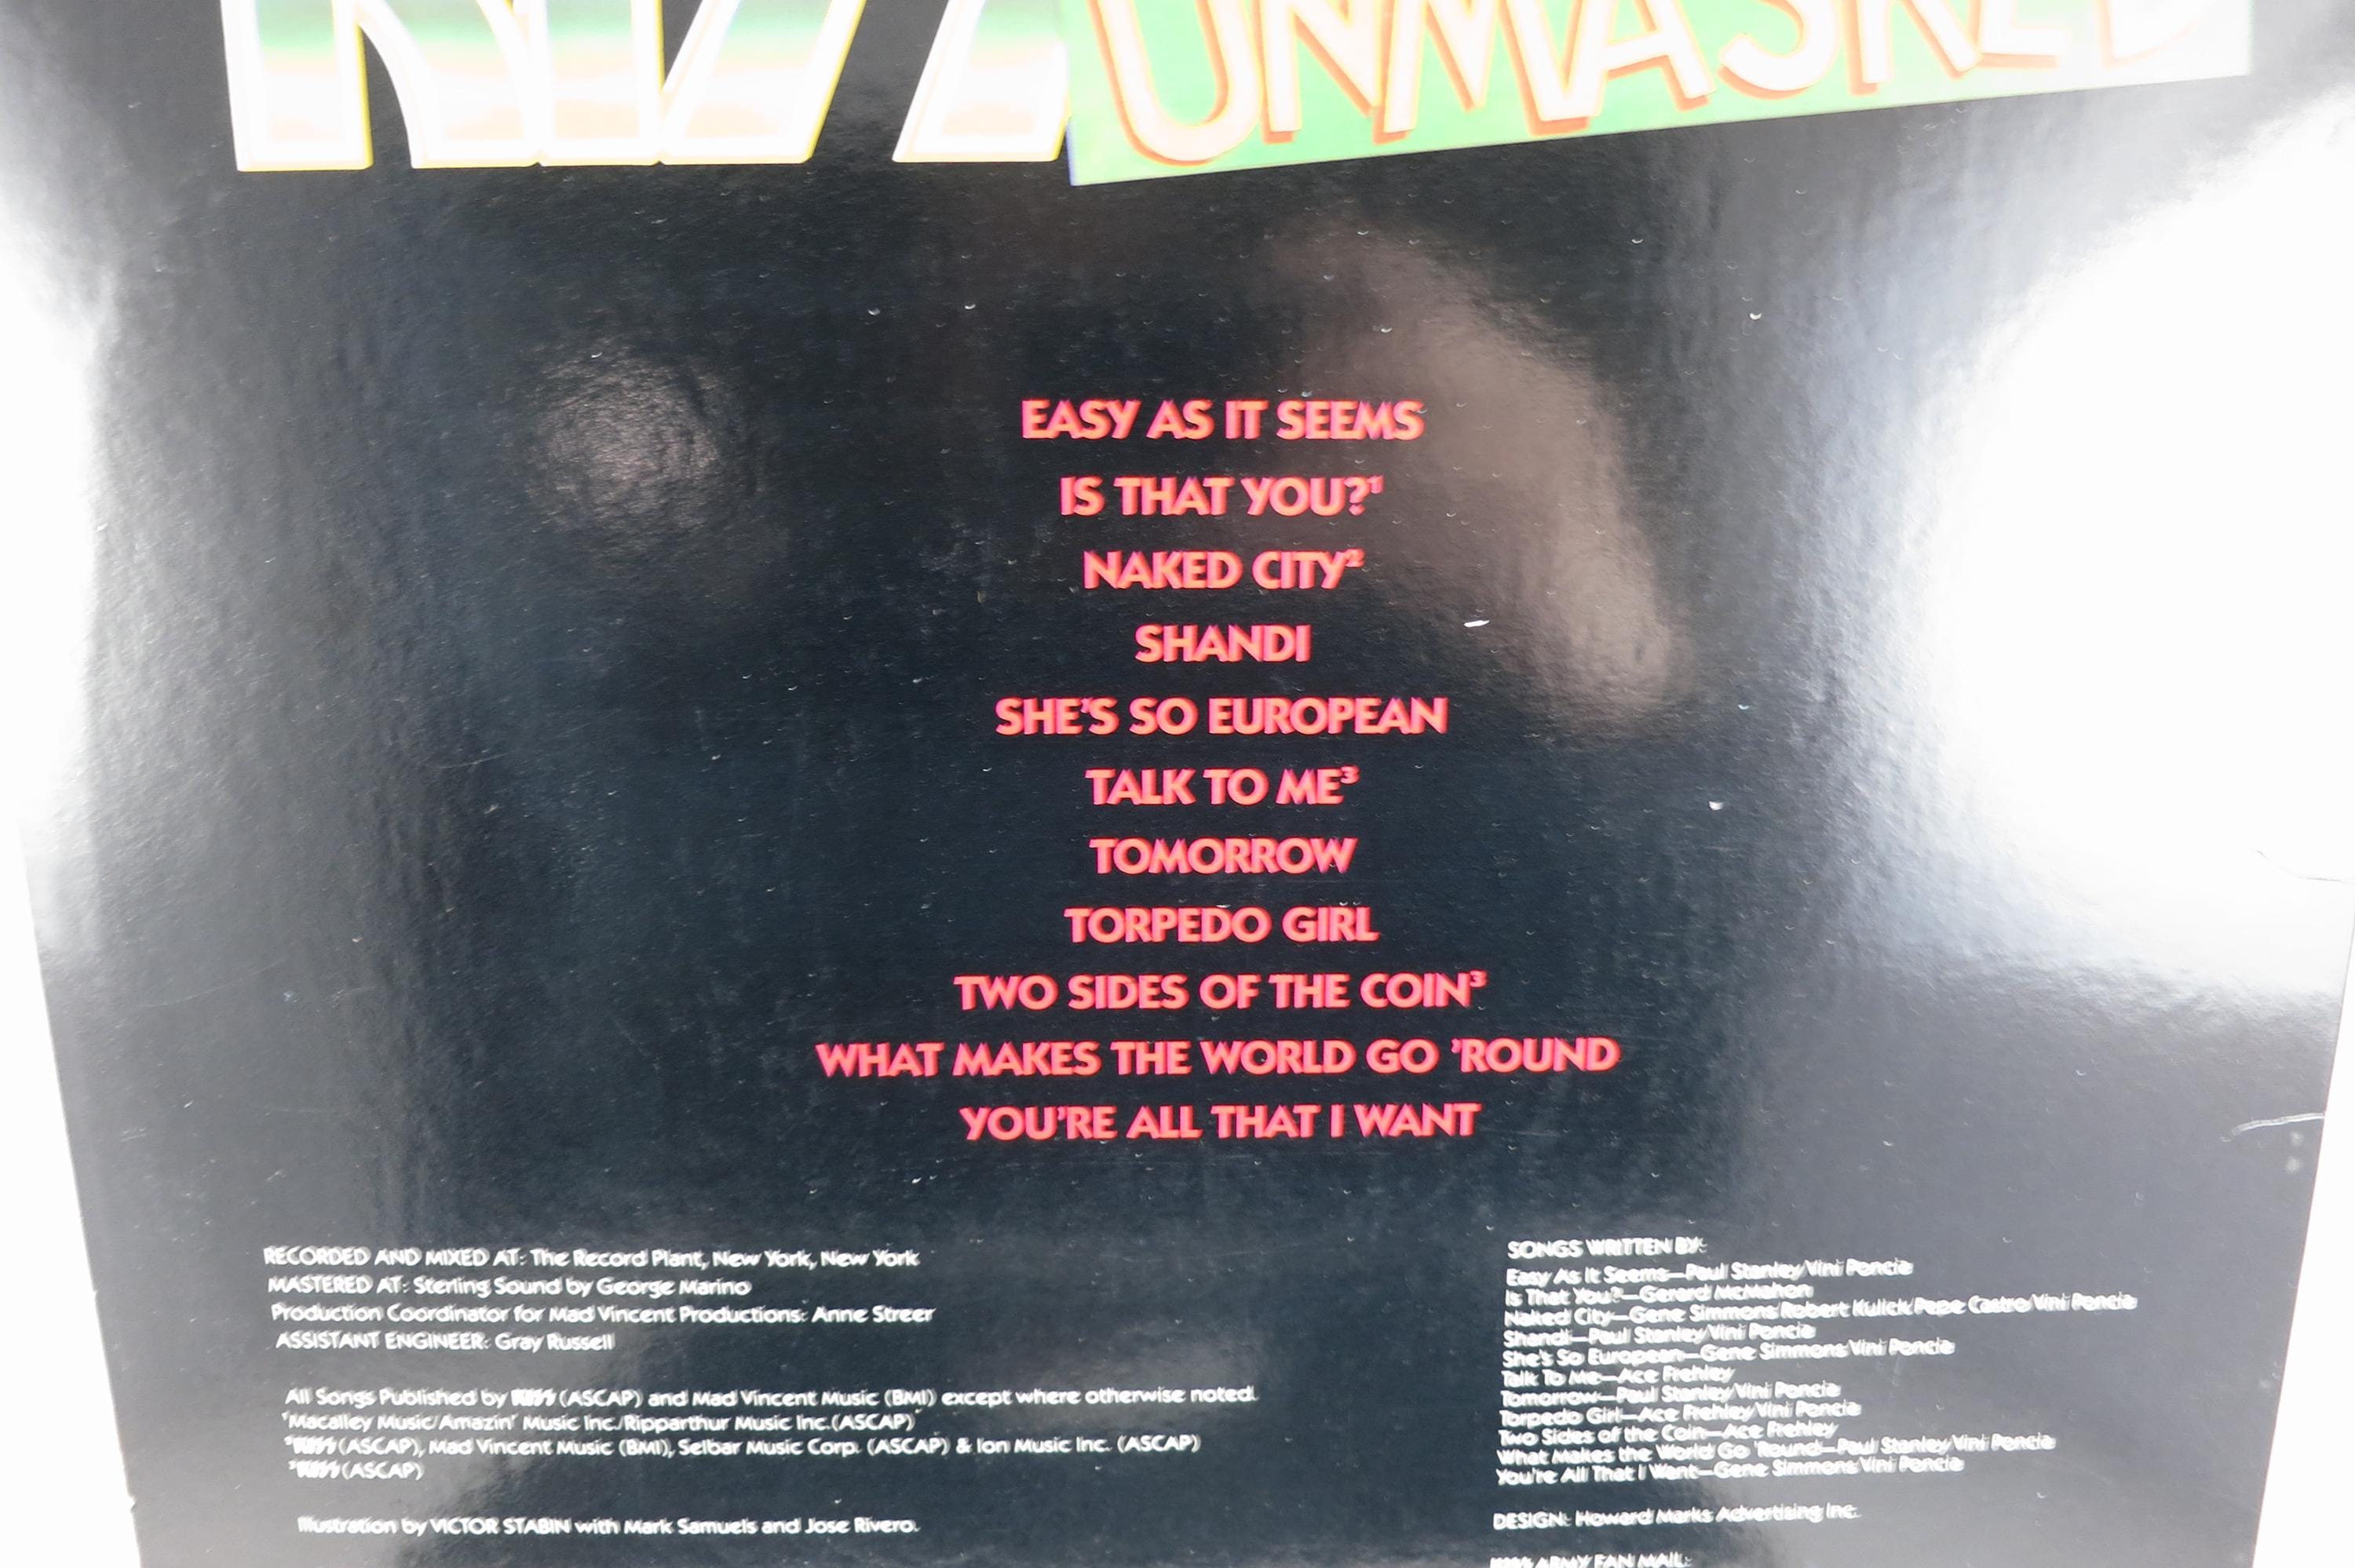 KISS UNMASKED
EASY AS IT SEEMS
IS THAT YOU?¹
NAKED CITY²
SHANDI
SHE'S SO EUROPEAN
TALK TO ME³
TOMORROW
TORPEDO GIRL
TWO SIDES OF THE COIN³
WHAT MAKES THE WORLD GO 'ROUND
YOU'RE ALL THAT I WANT
RECORDED AND MIXED AT: The Record Plant, New York, New York
MASTERED AT: Sterling Sound by George Marino
Production Coordinator for Mad Vincent Productions: Anne Streer
ASSISTANT ENGINEER: Gray Russell
All Songs Published by KISS (ASCAP) and Mad Vincent Music (BMI) except where otherwise noted.
¹Macalley Music/Amazin' Music Inc./Ripparthur Music Inc.(ASCAP)
²KISS (ASCAP), Mad Vincent Music (BMI), Selbar Music Corp. (ASCAP) & Ion Music Inc. (ASCAP)
³KISS (ASCAP)
Illustration by VICTOR STABIN with Mark Samuels and Jose Rivero.
SONGS WRITTEN BY:
Easy As It Seems—Paul Stanley/Vini Poncia
Is That You?—Gerard McMahon
Naked City—Gene Simmons/Robert Kulick/Pepe Castro/Vini Poncia
Shandi—Paul Stanley/Vini Poncia
She's So European—Gene Simmons/Vini Poncia
Talk To Me—Ace Frehley
Tomorrow—Paul Stanley/Vini Poncia
Torpedo Girl—Ace Frehley/Vini Poncia
Two Sides of the Coin—Ace Frehley
What Makes the World Go 'Round—Paul Stanley/Vini Poncia
You're All That I Want—Gene Simmons/Vini Poncia
DESIGN: Howard Marks Advertising Inc.
KISS ARMY FAN MAIL: